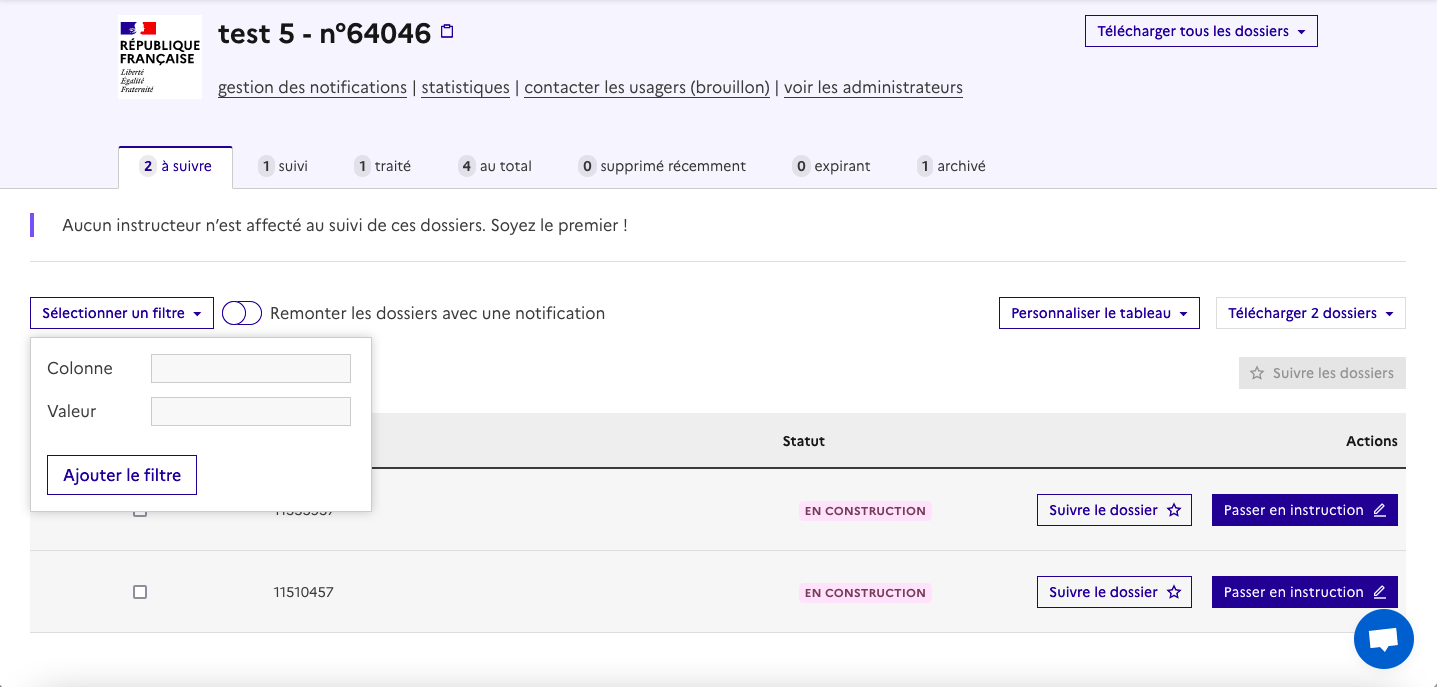 RÉPUBLIQUE
FRANÇAISE
Liberté
Égalité
Fraternité
test 5 - n°64046
Télécharger tous les dossiers
gestion des notifications | statistiques | contacter les usagers (brouillon) | voir les administrateurs
2 à suivre 1 suivi 1 traité 4 au total 0 supprimé récemment 0 expirant 1 archivé
Aucun instructeur n'est affecté au suivi de ces dossiers. Soyez le premier !
Sélectionner un filtre Remonter les dossiers avec une notification Personnaliser le tableau Télécharger 2 dossiers
Colonne
Suivre les dossiers
Valeur
Statut Actions
Ajouter le filtre
EN CONSTRUCTION Suivre le dossier Passer en instruction
11510457 EN CONSTRUCTION Suivre le dossier Passer en instruction